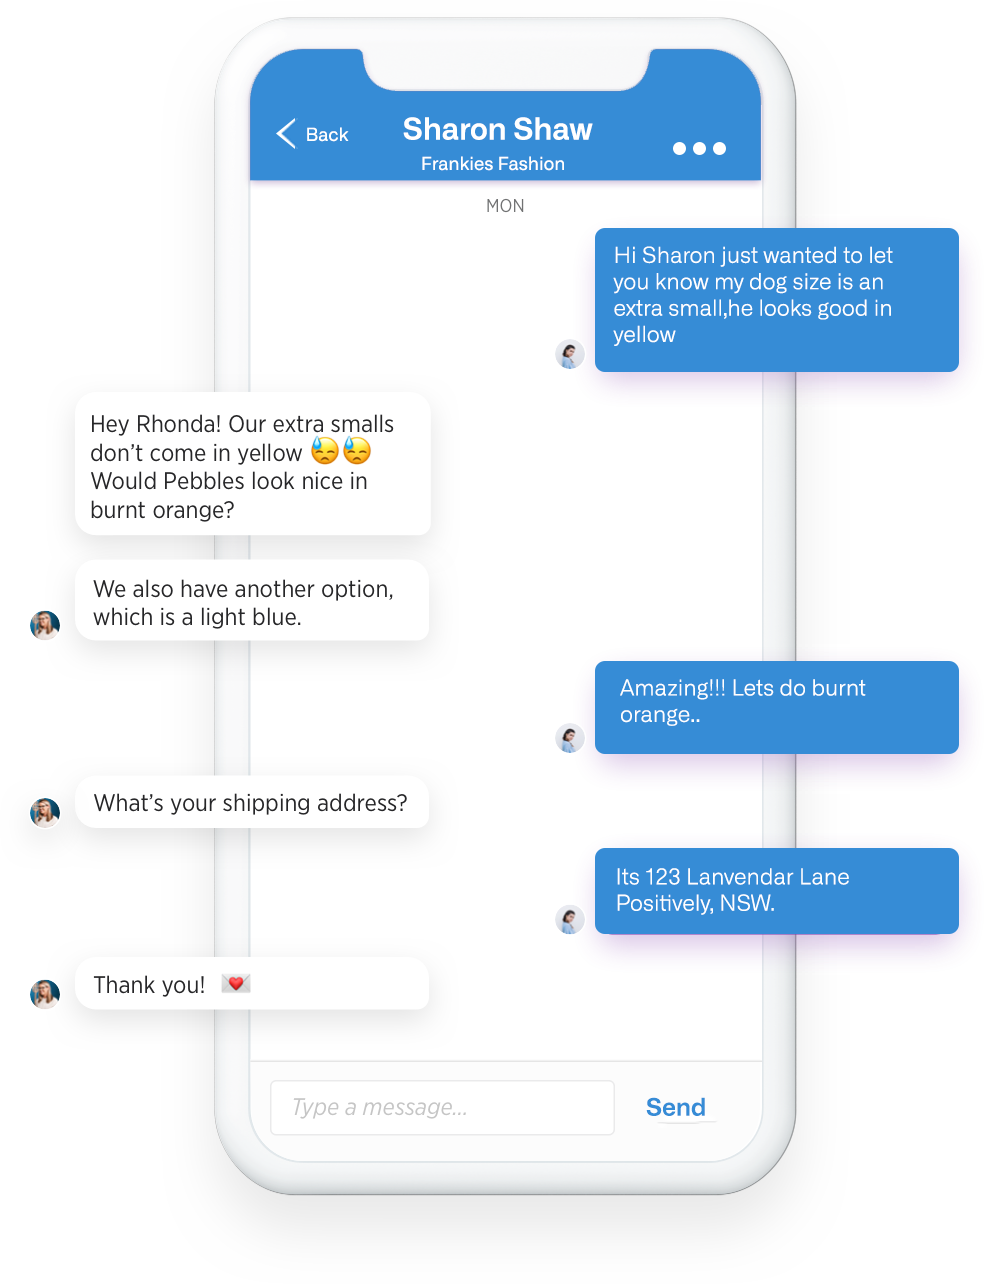 Back
Sharon Shaw
Frankies Fashion
MON
Hi Sharon just wanted to let
you know my dog size is an
extra small,he looks good in
yellow
Hey Rhonda! Our extra smalls
don’t come in yellow 😓😓
Would Pebbles look nice in
burnt orange?
We also have another option,
which is a light blue.
Amazing!!! Lets do burnt
orange..
What’s your shipping address?
Its 123 Lanvendar Lane
Positively, NSW.
Thank you! 💌
Type a message...
Send